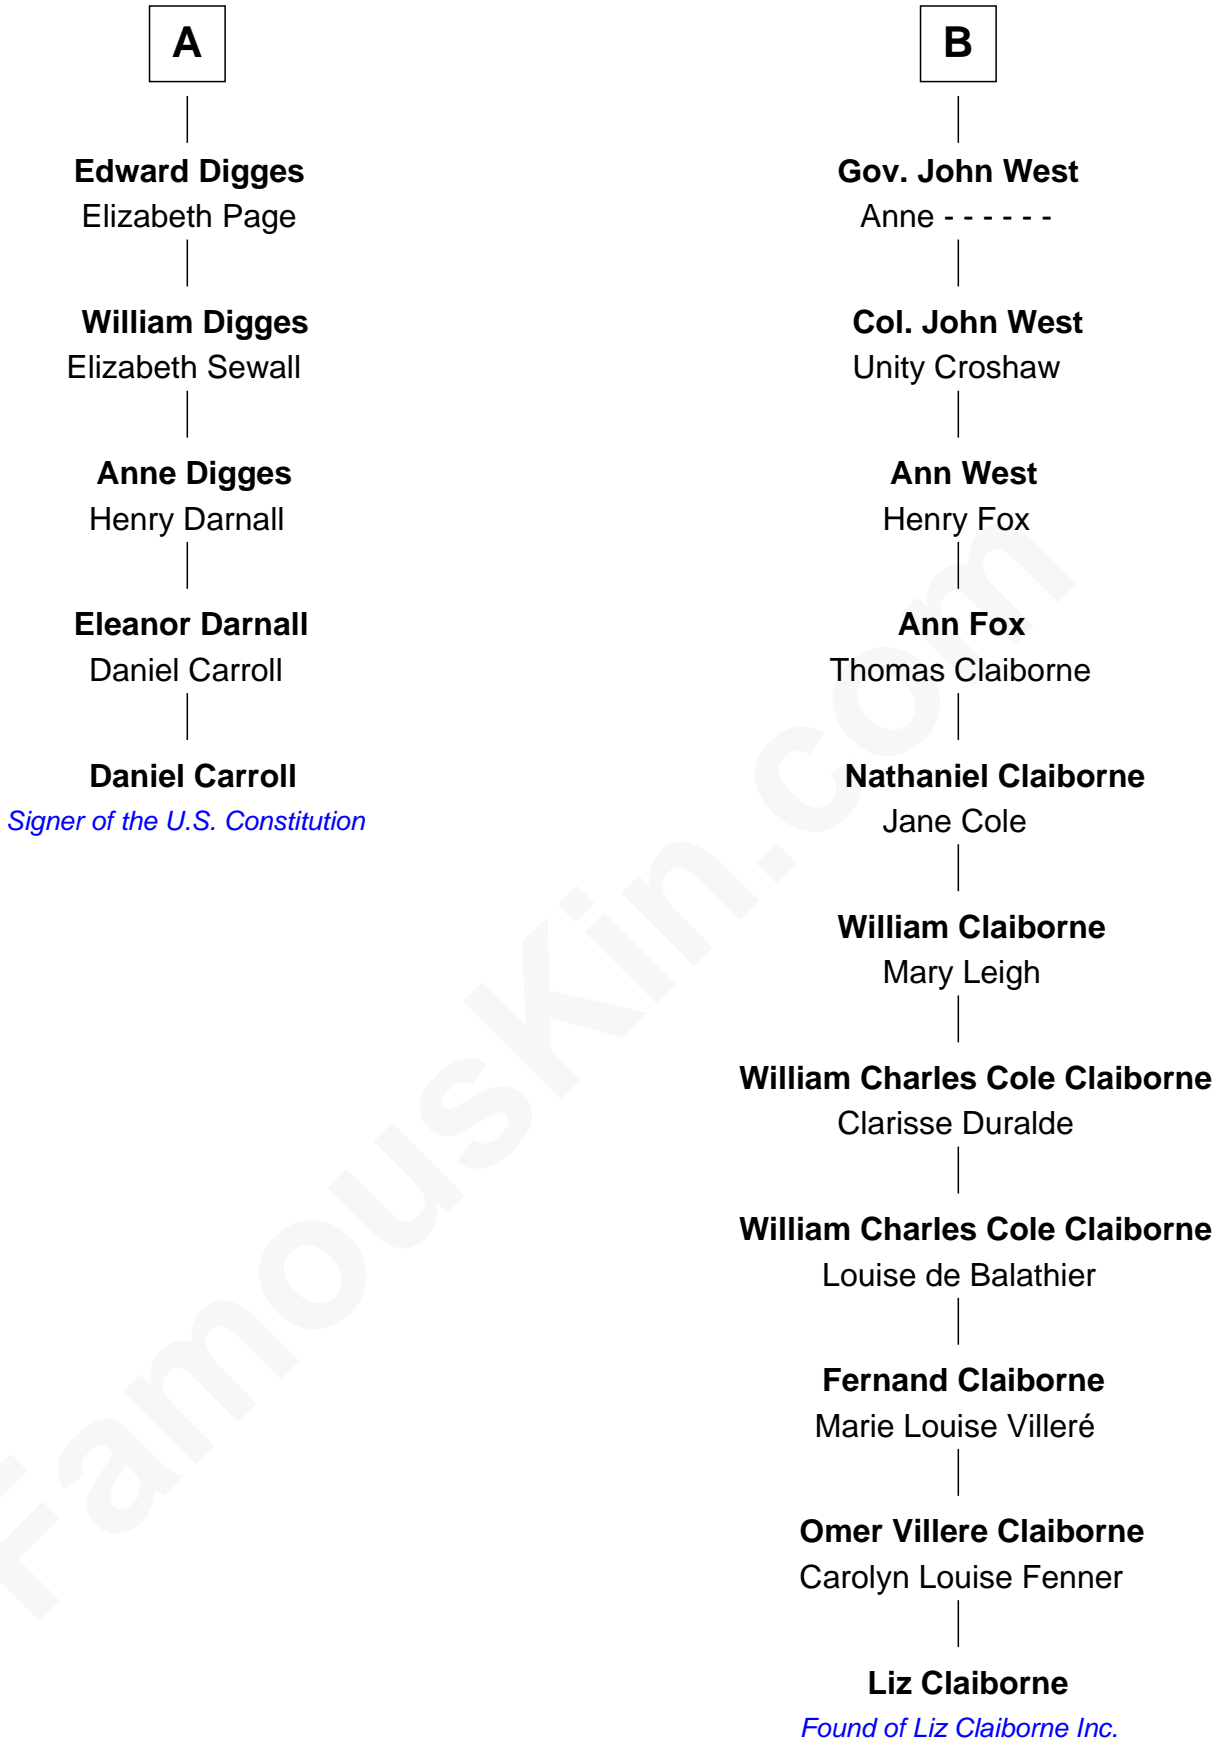 A
Edward Digges
Elizabeth Page
William Digges
Elizabeth Sewall
Anne Digges
Henry Darnall
Eleanor Darnall
Daniel Carroll
Daniel Carroll
Signer of the U.S. Constitution
B
Gov. John West
Anne - - - - - -
Col. John West
Unity Croshaw
Ann West
Henry Fox
Ann Fox
Thomas Claiborne
Nathaniel Claiborne
Jane Cole
William Claiborne
Mary Leigh
William Charles Cole Claiborne
Clarisse Duralde
William Charles Cole Claiborne
Louise de Balathier
Fernand Claiborne
Marie Louise Villeré
Omer Villere Claiborne
Carolyn Louise Fenner
Liz Claiborne
Found of Liz Claiborne Inc.
FamousKin.com